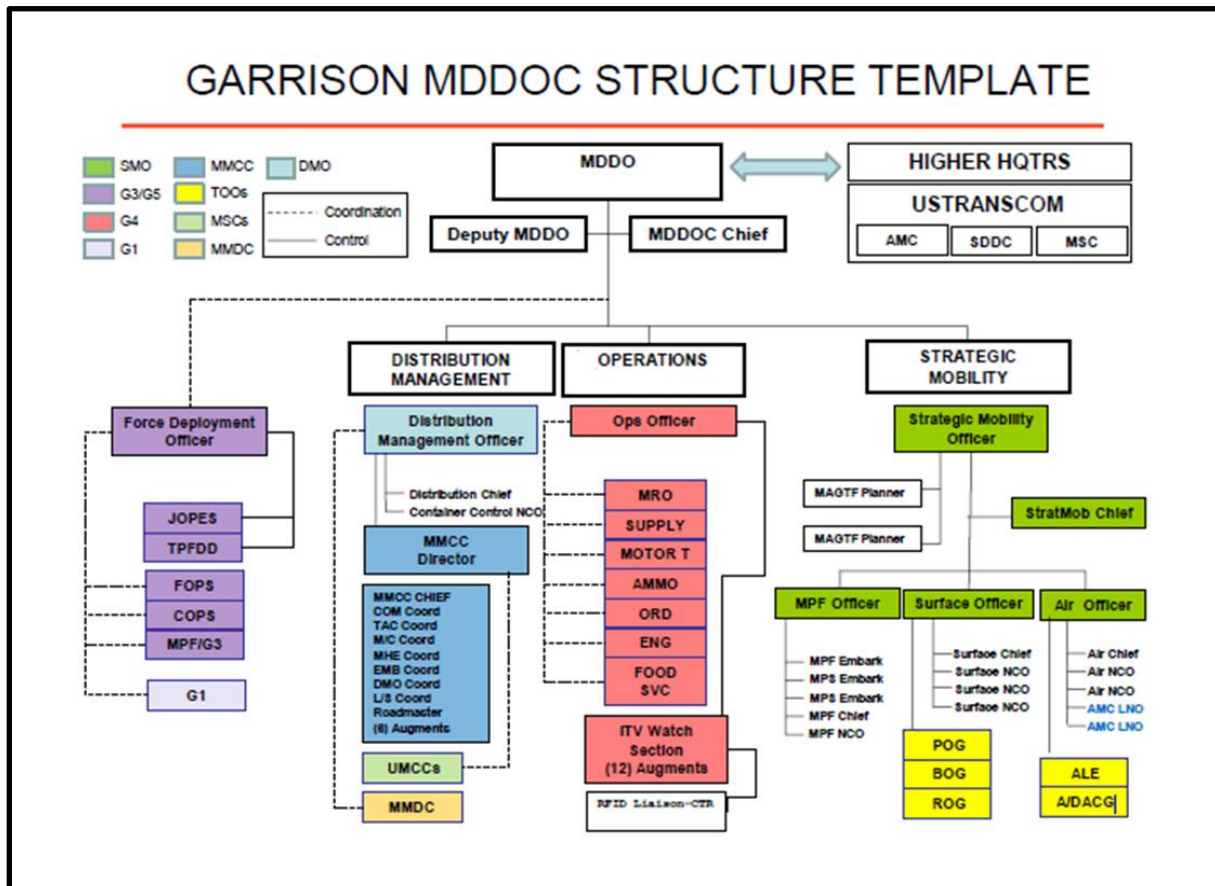 GARRISON MDDOC STRUCTURE TEMPLATE
SMO
MMCC
DMO
G3/G5
TOOs
G4
MSCs
G1
MMDC
Coordination
Control
MDDO
HIGHER HQTRS
USTRANSCOM
AMC
SDDC
MSC
Deputy MDDO
MDDOC Chief
DISTRIBUTION
MANAGEMENT
OPERATIONS
STRATEGIC
MOBILITY
Force Deployment
Officer
JOPES
TPFDD
FOPS
COPS
MPF/G3
G1
Distribution
Management Officer
Distribution Chief
Container Control NCO
MMCC
Director
MMCC CHIEF
COM Coord
TAC Coord
M/C Coord
MHE Coord
EMB Coord
DMO Coord
L/S Coord
Roadmaster
(6) Augments
UMCCs
MMDC
Ops Officer
MRO
SUPPLY
MOTOR T
AMMO
ORD
ENG
FOOD
SVC
ITV Watch
Section
(12) Augments
RFID Liaison-CTR
Strategic Mobility
Officer
MAGTF Planner
MAGTF Planner
StratMob Chief
MPF Officer
MPF Embark
MPS Embark
MPS Embark
MPF Chief
MPF NCO
Surface Officer
Surface Chief
Surface NCO
Surface NCO
Surface NCO
POG
BOG
ROG
Air Officer
Air Chief
Air NCO
Air NCO
AMC LNO
AMC LNO
ALE
A/DACG